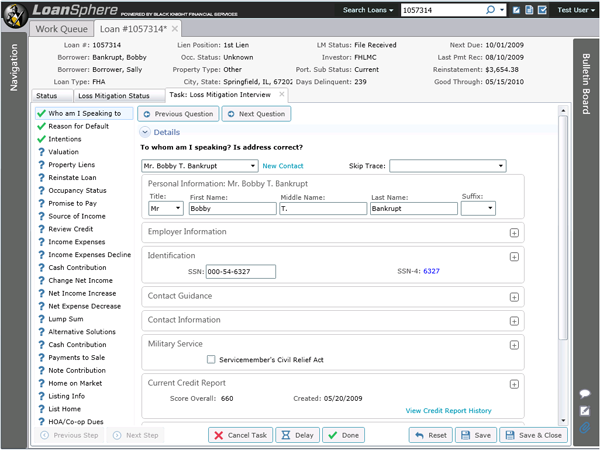 LoanSphere POWERED BY BLACK KNIGHT FINANCIAL SERVICES Search Loans 1057314 Test User
Work Queue Loan #1057314*
Loan #: 1057314 Lien Position: 1st Lien LM Status: File Received Next Due: 10/01/2009
Borrower: Bankrupt, Bobby Occ. Status: Unknown Investor: FHLMC Last Pmt Rec: 08/10/2009
Borrower: Borrower, Sally Property Type: Other Port. Sub Status: Current Reinstatement: $3,654.38
Loan Type: FHA City, State: Springfield, IL, 6720 Days Delinquent: 239 Good Through: 05/15/2010
Status Loss Mitigation Status Task: Loss Mitigation Interview
Navigation
Bulletin Board
Who am I Speaking to
Reason for Default
Intentions
Valuation
Property Liens
Reinstate Loan
Occupancy Status
Promise to Pay
Source of Income
Review Credit
Income Expenses
Income Expenses Decline
Cash Contribution
Change Net Income
Net Income Increase
Net Expense Decrease
Lump Sum
Alternative Solutions
Cash Contribution
Payments to Sale
Note Contribution
Home on Market
Listing Info
List Home
HOA/Co-op Dues
Previous Question Next Question
Details
To whom am I speaking? Is address correct?
Mr. Bobby T. Bankrupt New Contact Skip Trace:
Personal Information: Mr. Bobby T. Bankrupt
Title: First Name: Middle Name: Last Name: Suffix:
Mr Bobby T. Bankrupt
Employer Information
Identification
SSN: 000-54-6327 SSN-4: 6327
Contact Guidance
Contact Information
Military Service
Servicemember's Civil Relief Act
Current Credit Report
Score Overall: 660 Created: 05/20/2009
View Credit Report History
Previous Step Next Step Cancel Task Delay Done Reset Save Save & Close